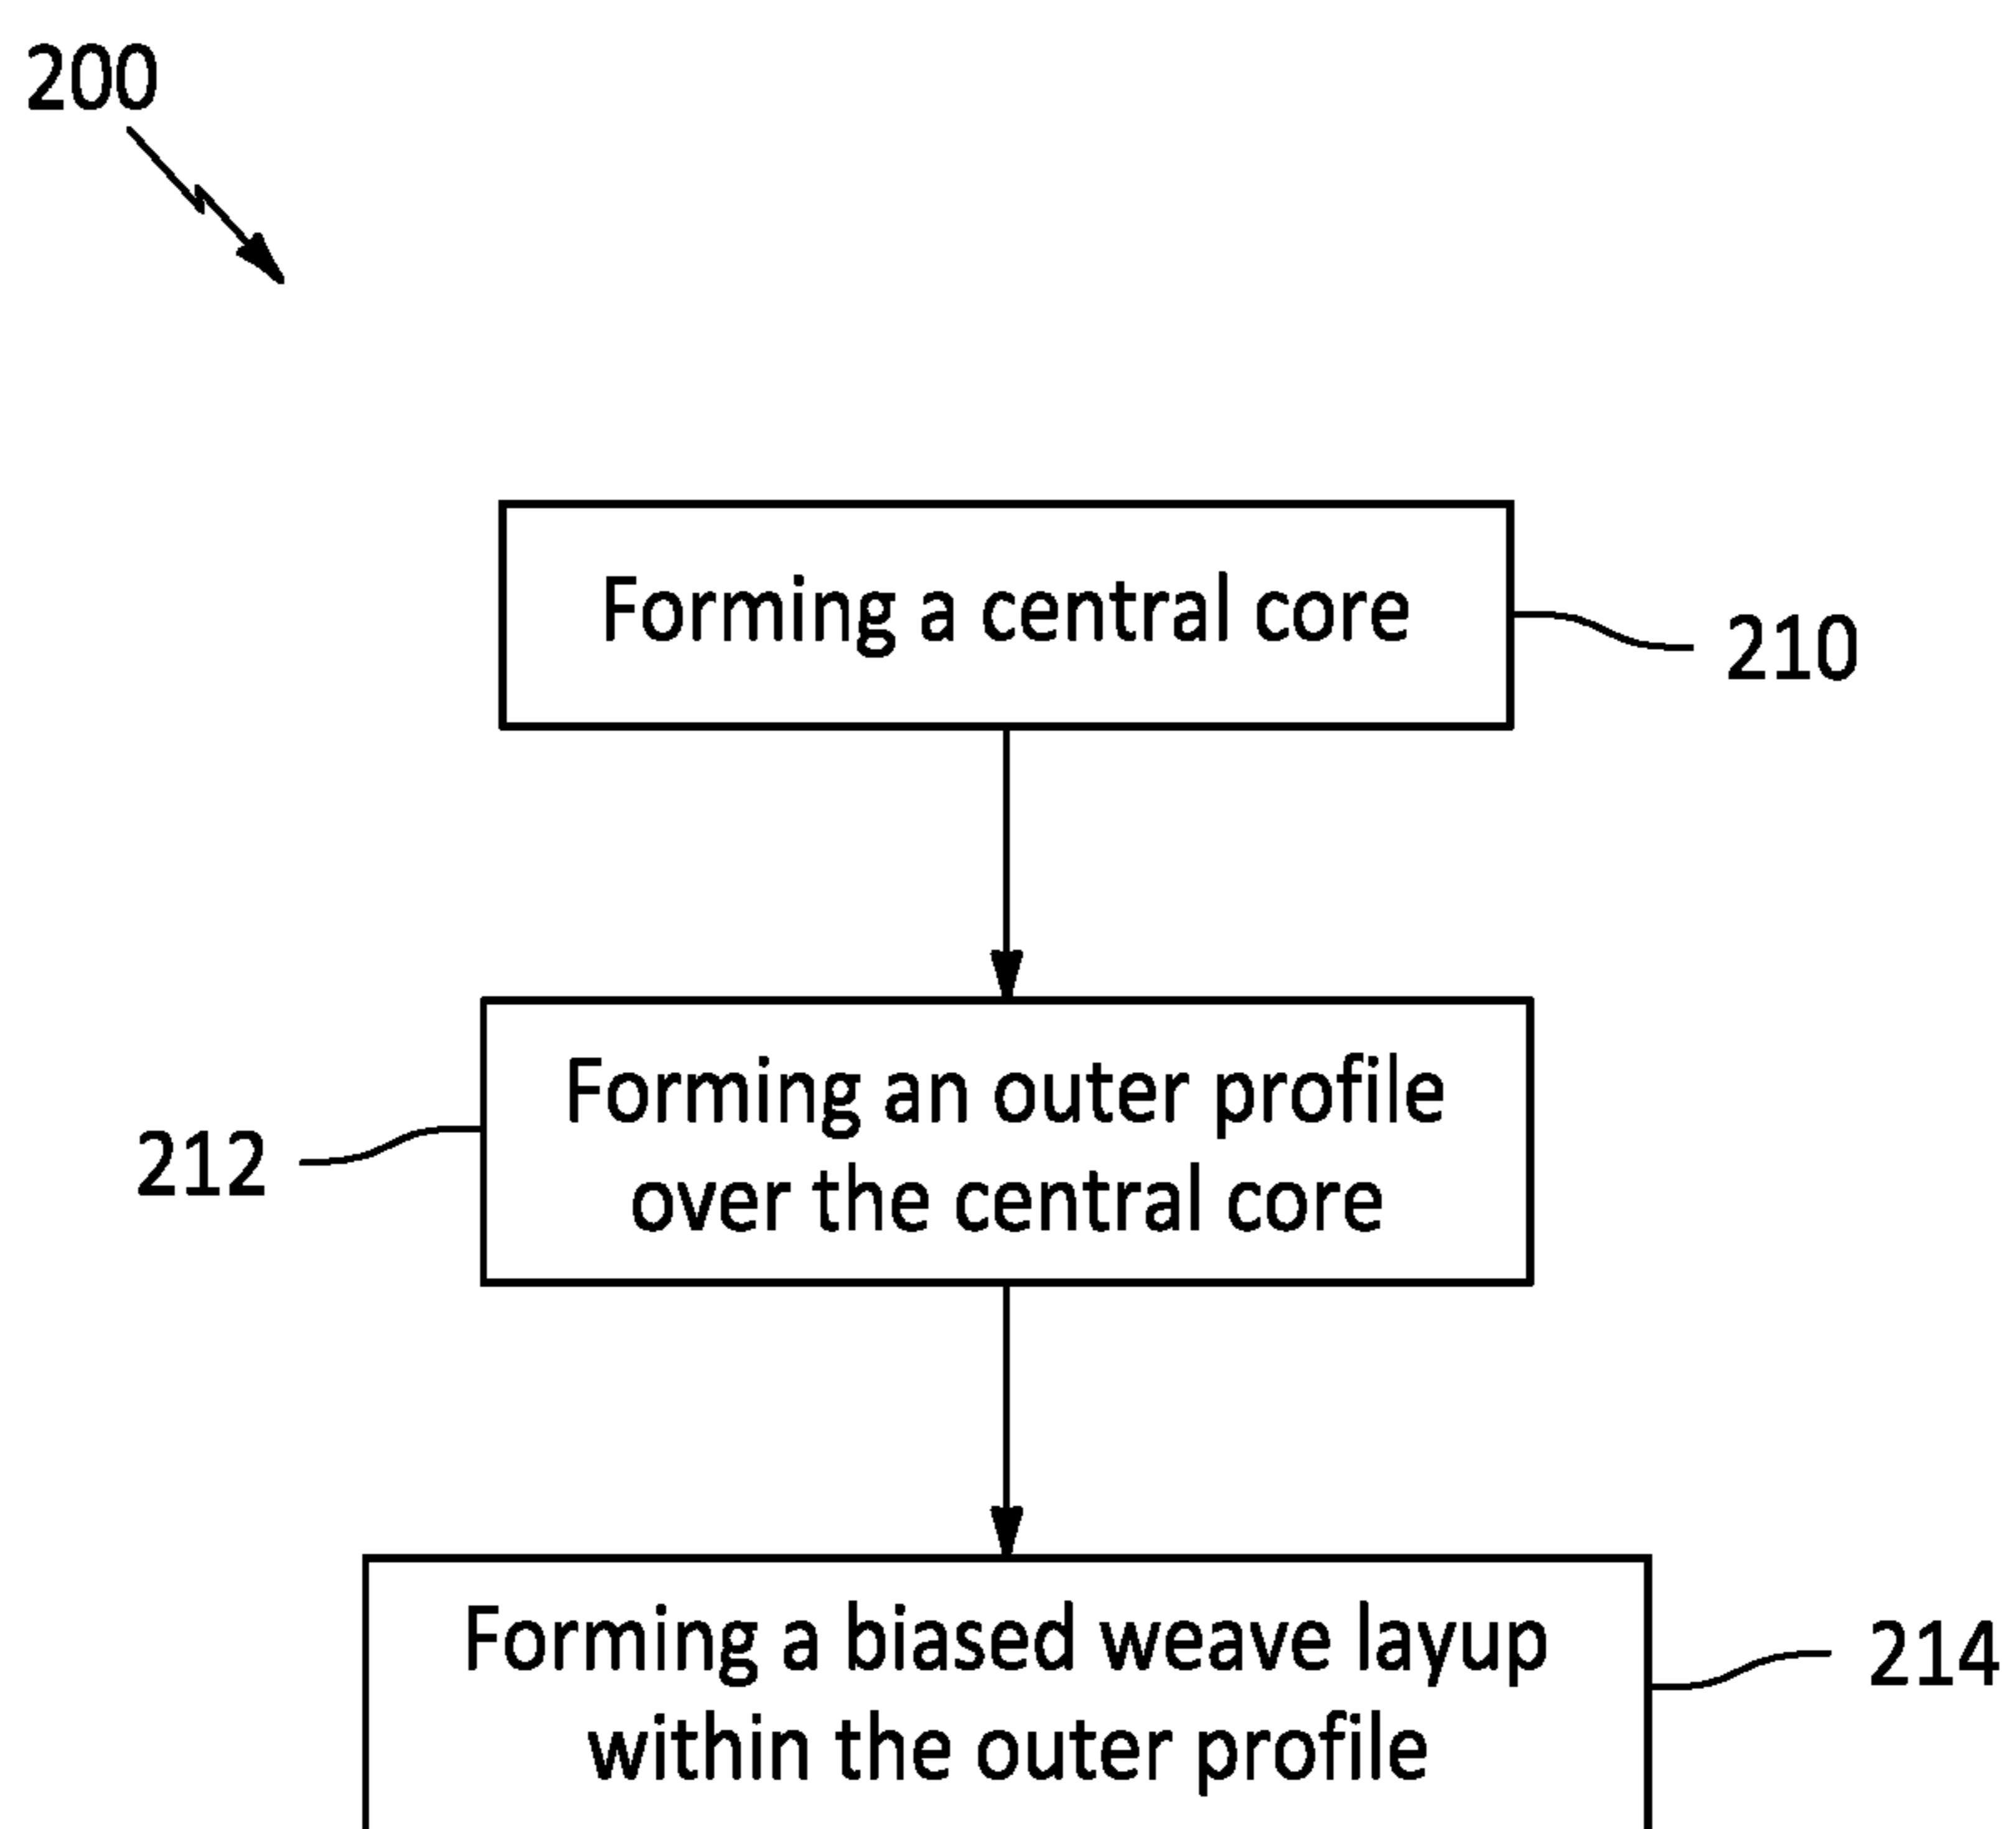 200
Forming a central core
210
Forming an outer profile
over the central core
212
Forming a biased weave layup
within the outer profile
214